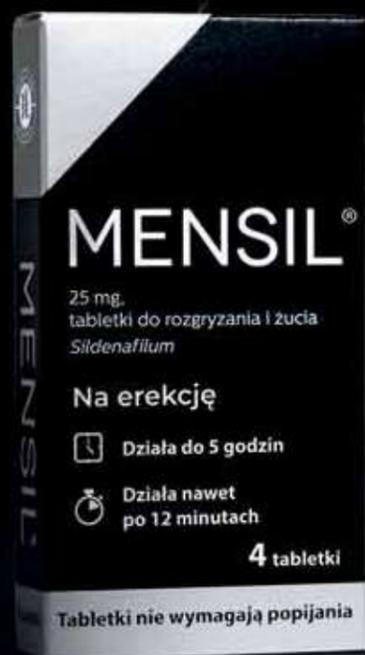 MENSIL®
25 mg,
tabletki do rozgryzania i żucia
Sildenafilum
Na erekcję
Działa do 5 godzin
Działa nawet
po 12 minutach
4 tabletki
Tabletki nie wymagają popijania
MENSIL